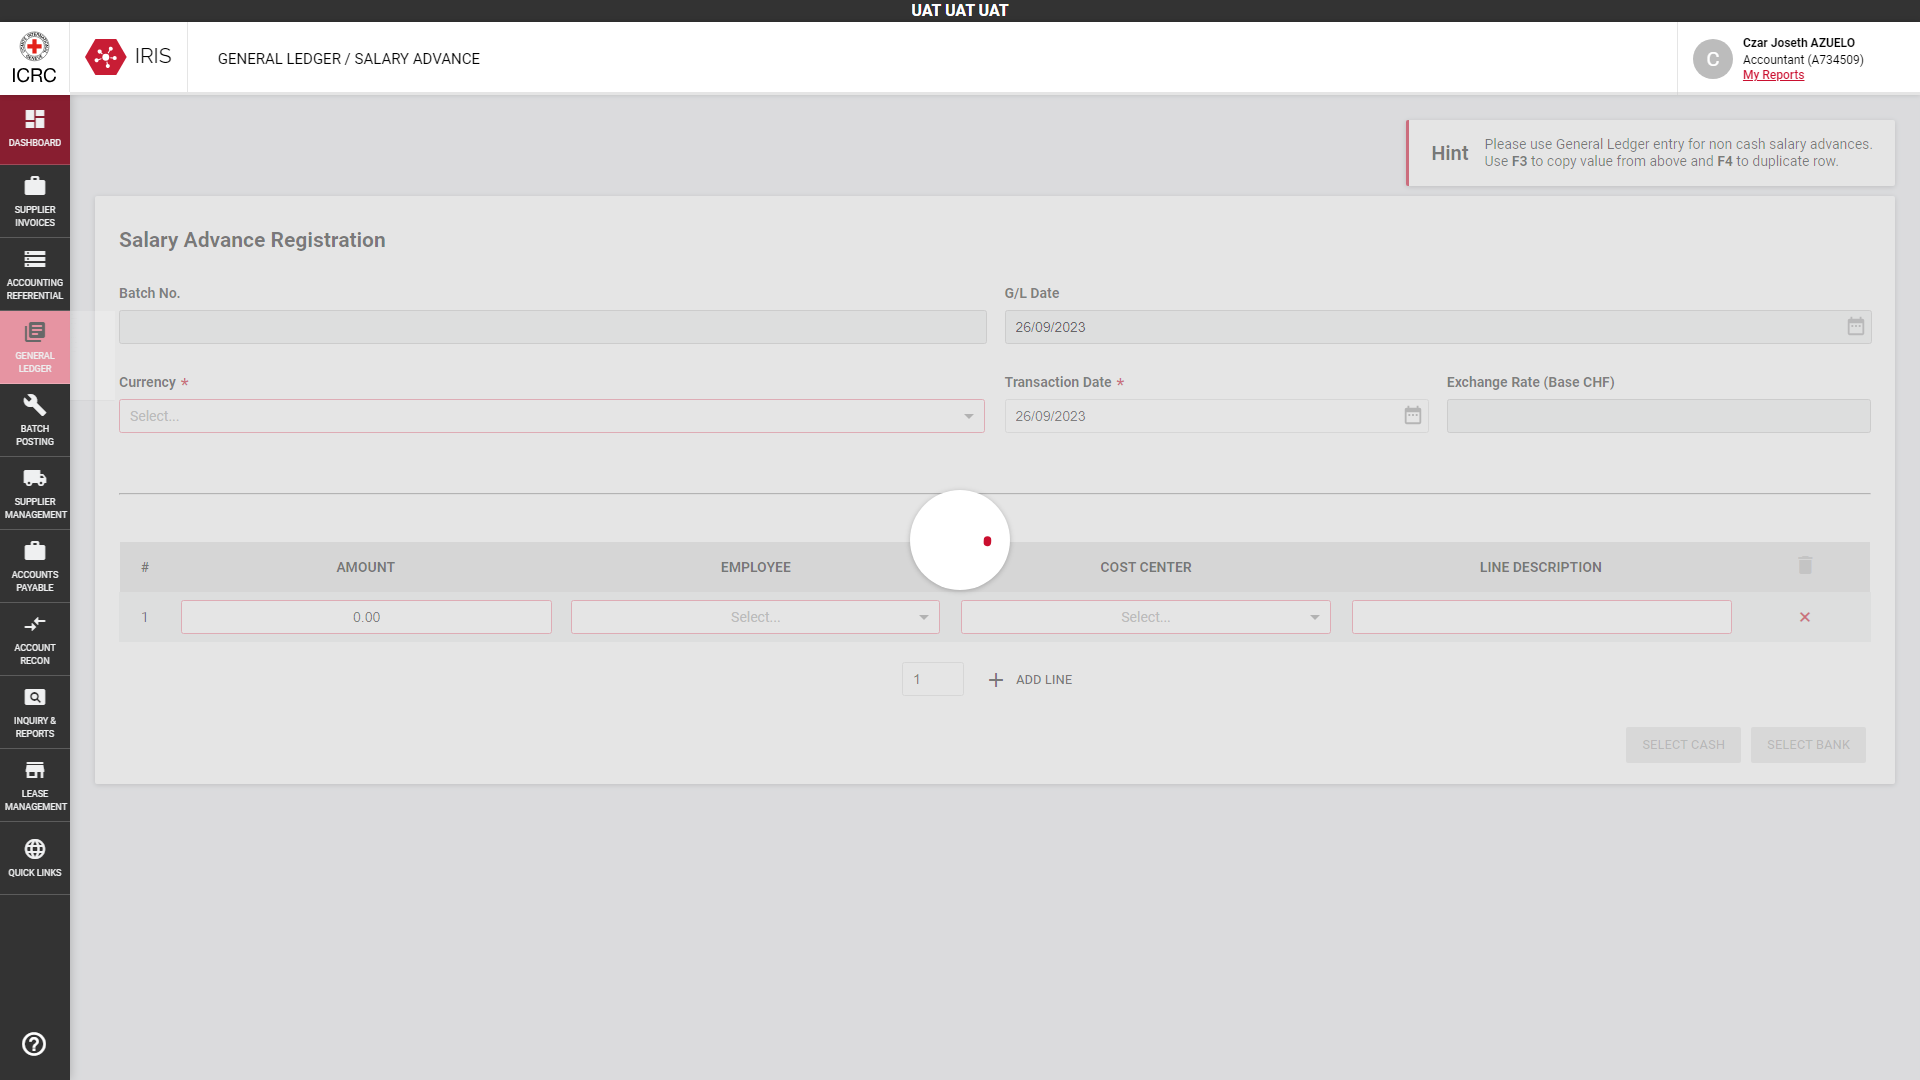 UAT UAT UAT
ICRC
IRIS
GENERAL LEDGER / SALARY ADVANCE
C
Czar Joseth AZUELO
Accountant (A734509)
My Reports
DASHBOARD
SUPPLIER
INVOICES
ACCOUNTING
REFERENTIAL
GENERAL
LEDGER
BATCH
POSTING
SUPPLIER
MANAGEMENT
ACCOUNTS
PAYABLE
ACCOUNT
RECON
INQUIRY &
REPORTS
LEASE
MANAGEMENT
QUICK LINKS
Hint
Please use General Ledger entry for non cash salary advances.
Use F3 to copy value from above and F4 to duplicate row.
Salary Advance Registration
Batch No.
G/L Date
26/09/2023
Currency *
Transaction Date *
Exchange Rate (Base CHF)
Select...
26/09/2023
# AMOUNT EMPLOYEE COST CENTER LINE DESCRIPTION
1 0.00 Select... Select...
1 ADD LINE
SELECT CASH SELECT BANK